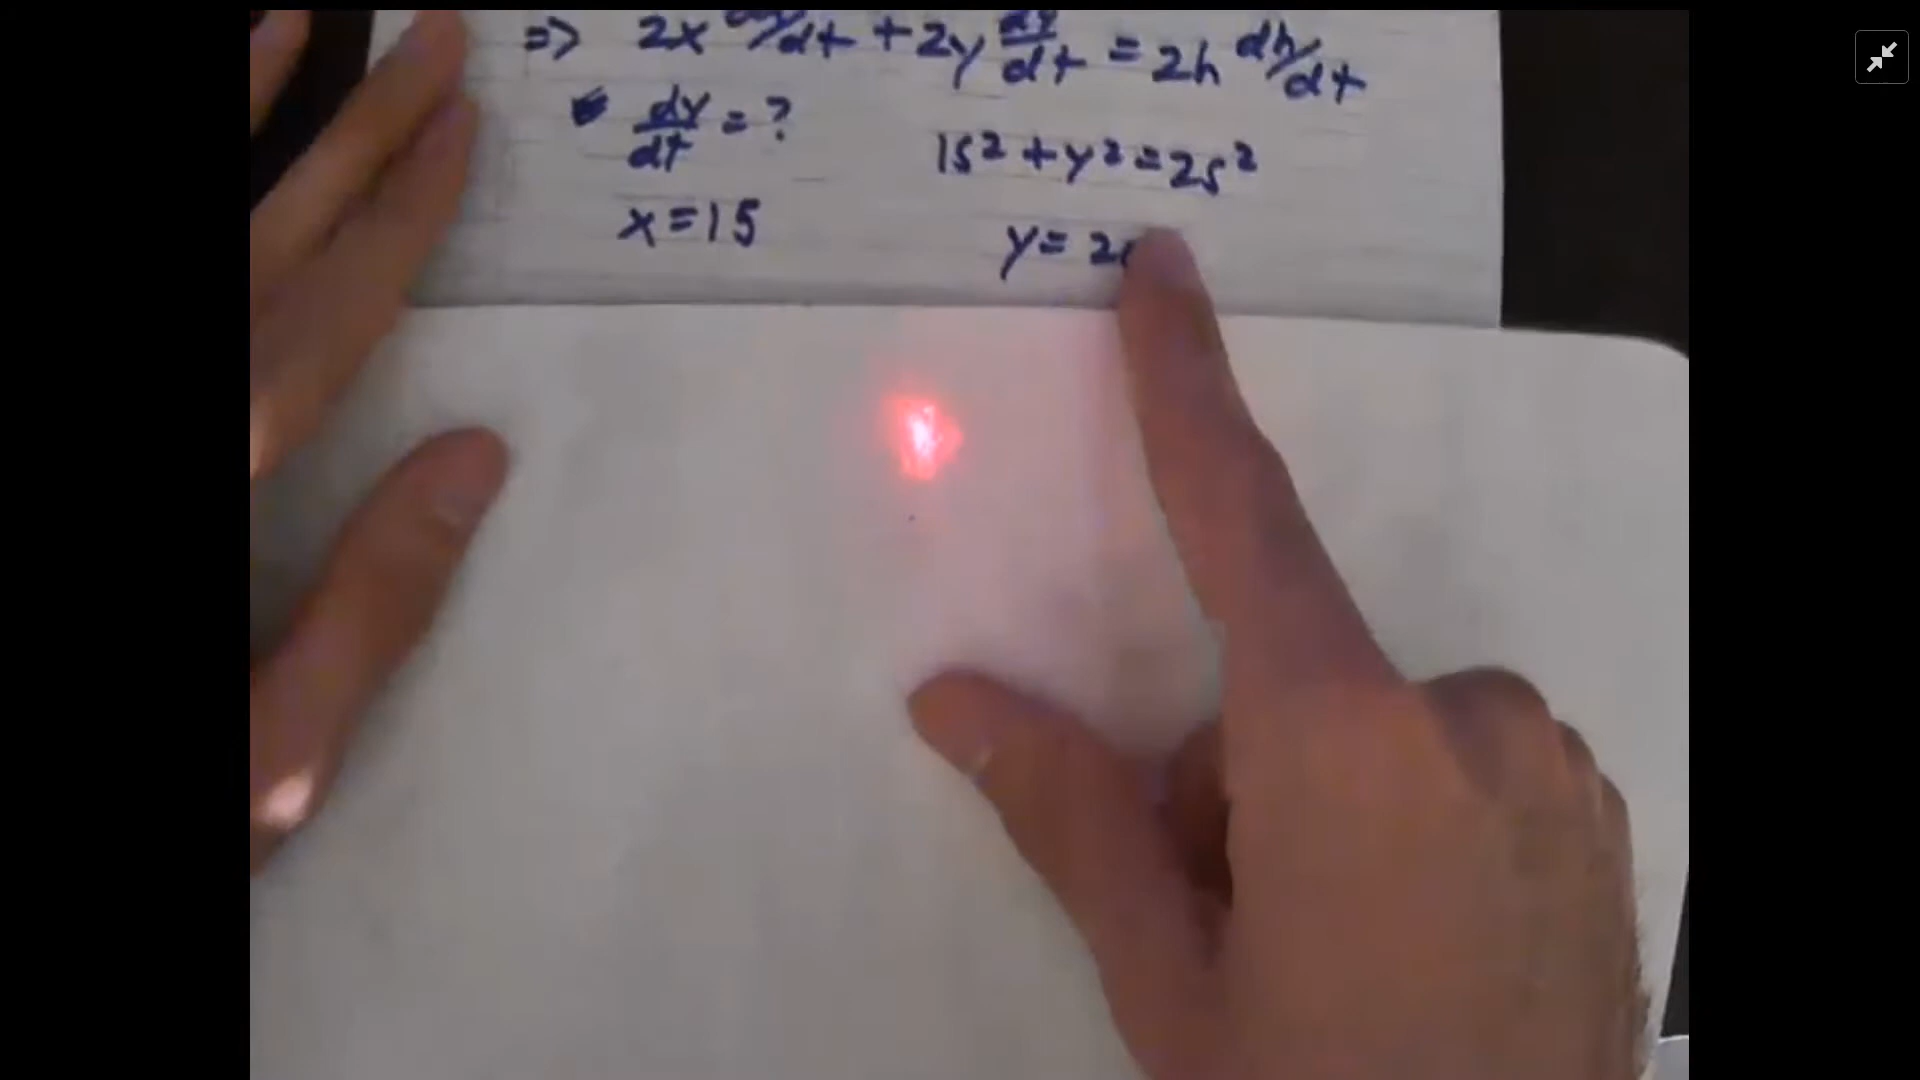 => 2x dx/dt + 2y dy/dt = 2h dh/dt
dy/dt = ?
15² + y² = 25²
x = 15
y = 2